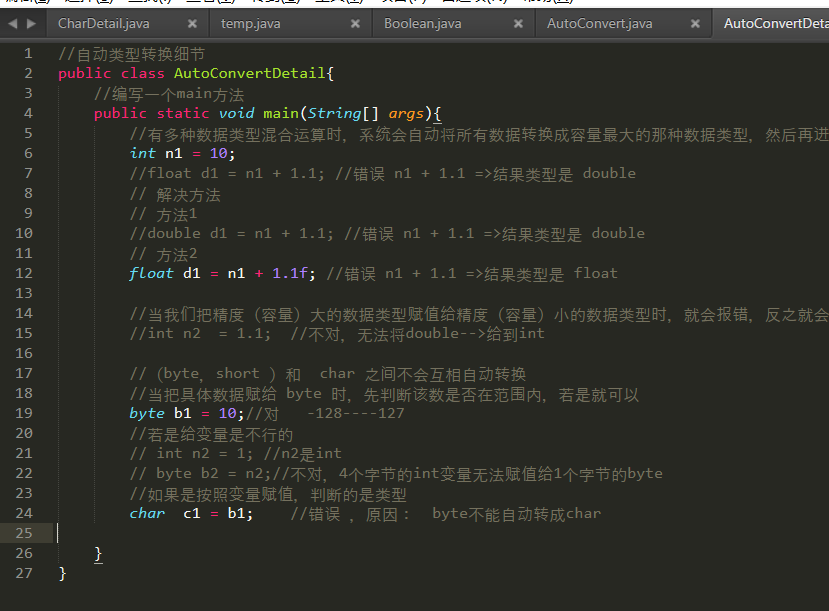 CharDetail.java × temp.java × Boolean.java × AutoConvert.java × AutoConvertDeta
1 //自动类型转换细节
2 public class AutoConvertDetail{
3 //编写一个main方法
4 public static void main(String[] args){
5 //有多种数据类型混合运算时，系统会自动将所有数据转换成容量最大的那种数据类型，然后再进
6 int n1 = 10;
7 //float d1 = n1 + 1.1; //错误 n1 + 1.1 =>结果类型是 double
8 // 解决方法
9 // 方法1
10 //double d1 = n1 + 1.1; //错误 n1 + 1.1 =>结果类型是 double
11 // 方法2
12 float d1 = n1 + 1.1f; //错误 n1 + 1.1 =>结果类型是 float
13
14 //当我们把精度（容量）大的数据类型赋值给精度（容量）小的数据类型时，就会报错，反之就会
15 //int n2  = 1.1;  //不对，无法将double-->给到int
16
17 //（byte，short ）和  char 之间不会互相自动转换
18 //当把具体数据赋给 byte 时，先判断该数是否在范围内，若是就可以
19 byte b1 = 10;//对   -128----127
20 //若是给变量是不行的
21 // int n2 = 1; //n2是int
22 // byte b2 = n2;//不对，4个字节的int变量无法赋值给1个字节的byte
23 //如果是按照变量赋值，判断的是类型
24 char  c1 = b1;    //错误 ，原因：  byte不能自动转成char
25
26 }
27 }